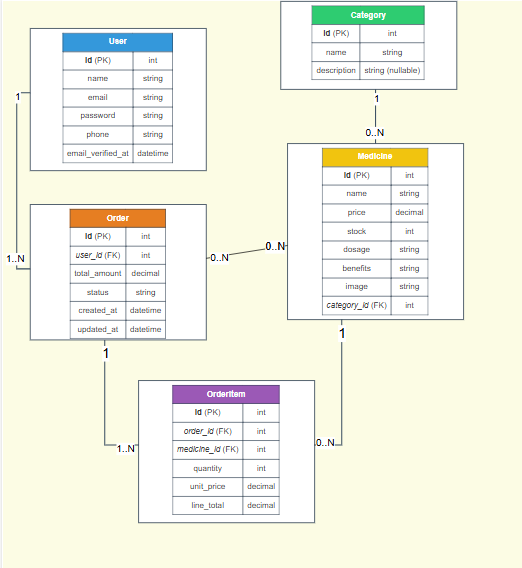 Category
id (PK) int
name string
description string (nullable)
1
0..N
User
id (PK) int
name string
email string
password string
phone string
email_verified_at datetime
1
1..N
Medicine
id (PK) int
name string
price decimal
stock int
dosage string
benefits string
image string
category_id (FK) int
Order
id (PK) int
user_id (FK) int
total_amount decimal
status string
created_at datetime
updated_at datetime
0..N
0..N
1
1..N
1
0..N
OrderItem
id (PK) int
order_id (FK) int
medicine_id (FK) int
quantity int
unit_price decimal
line_total decimal